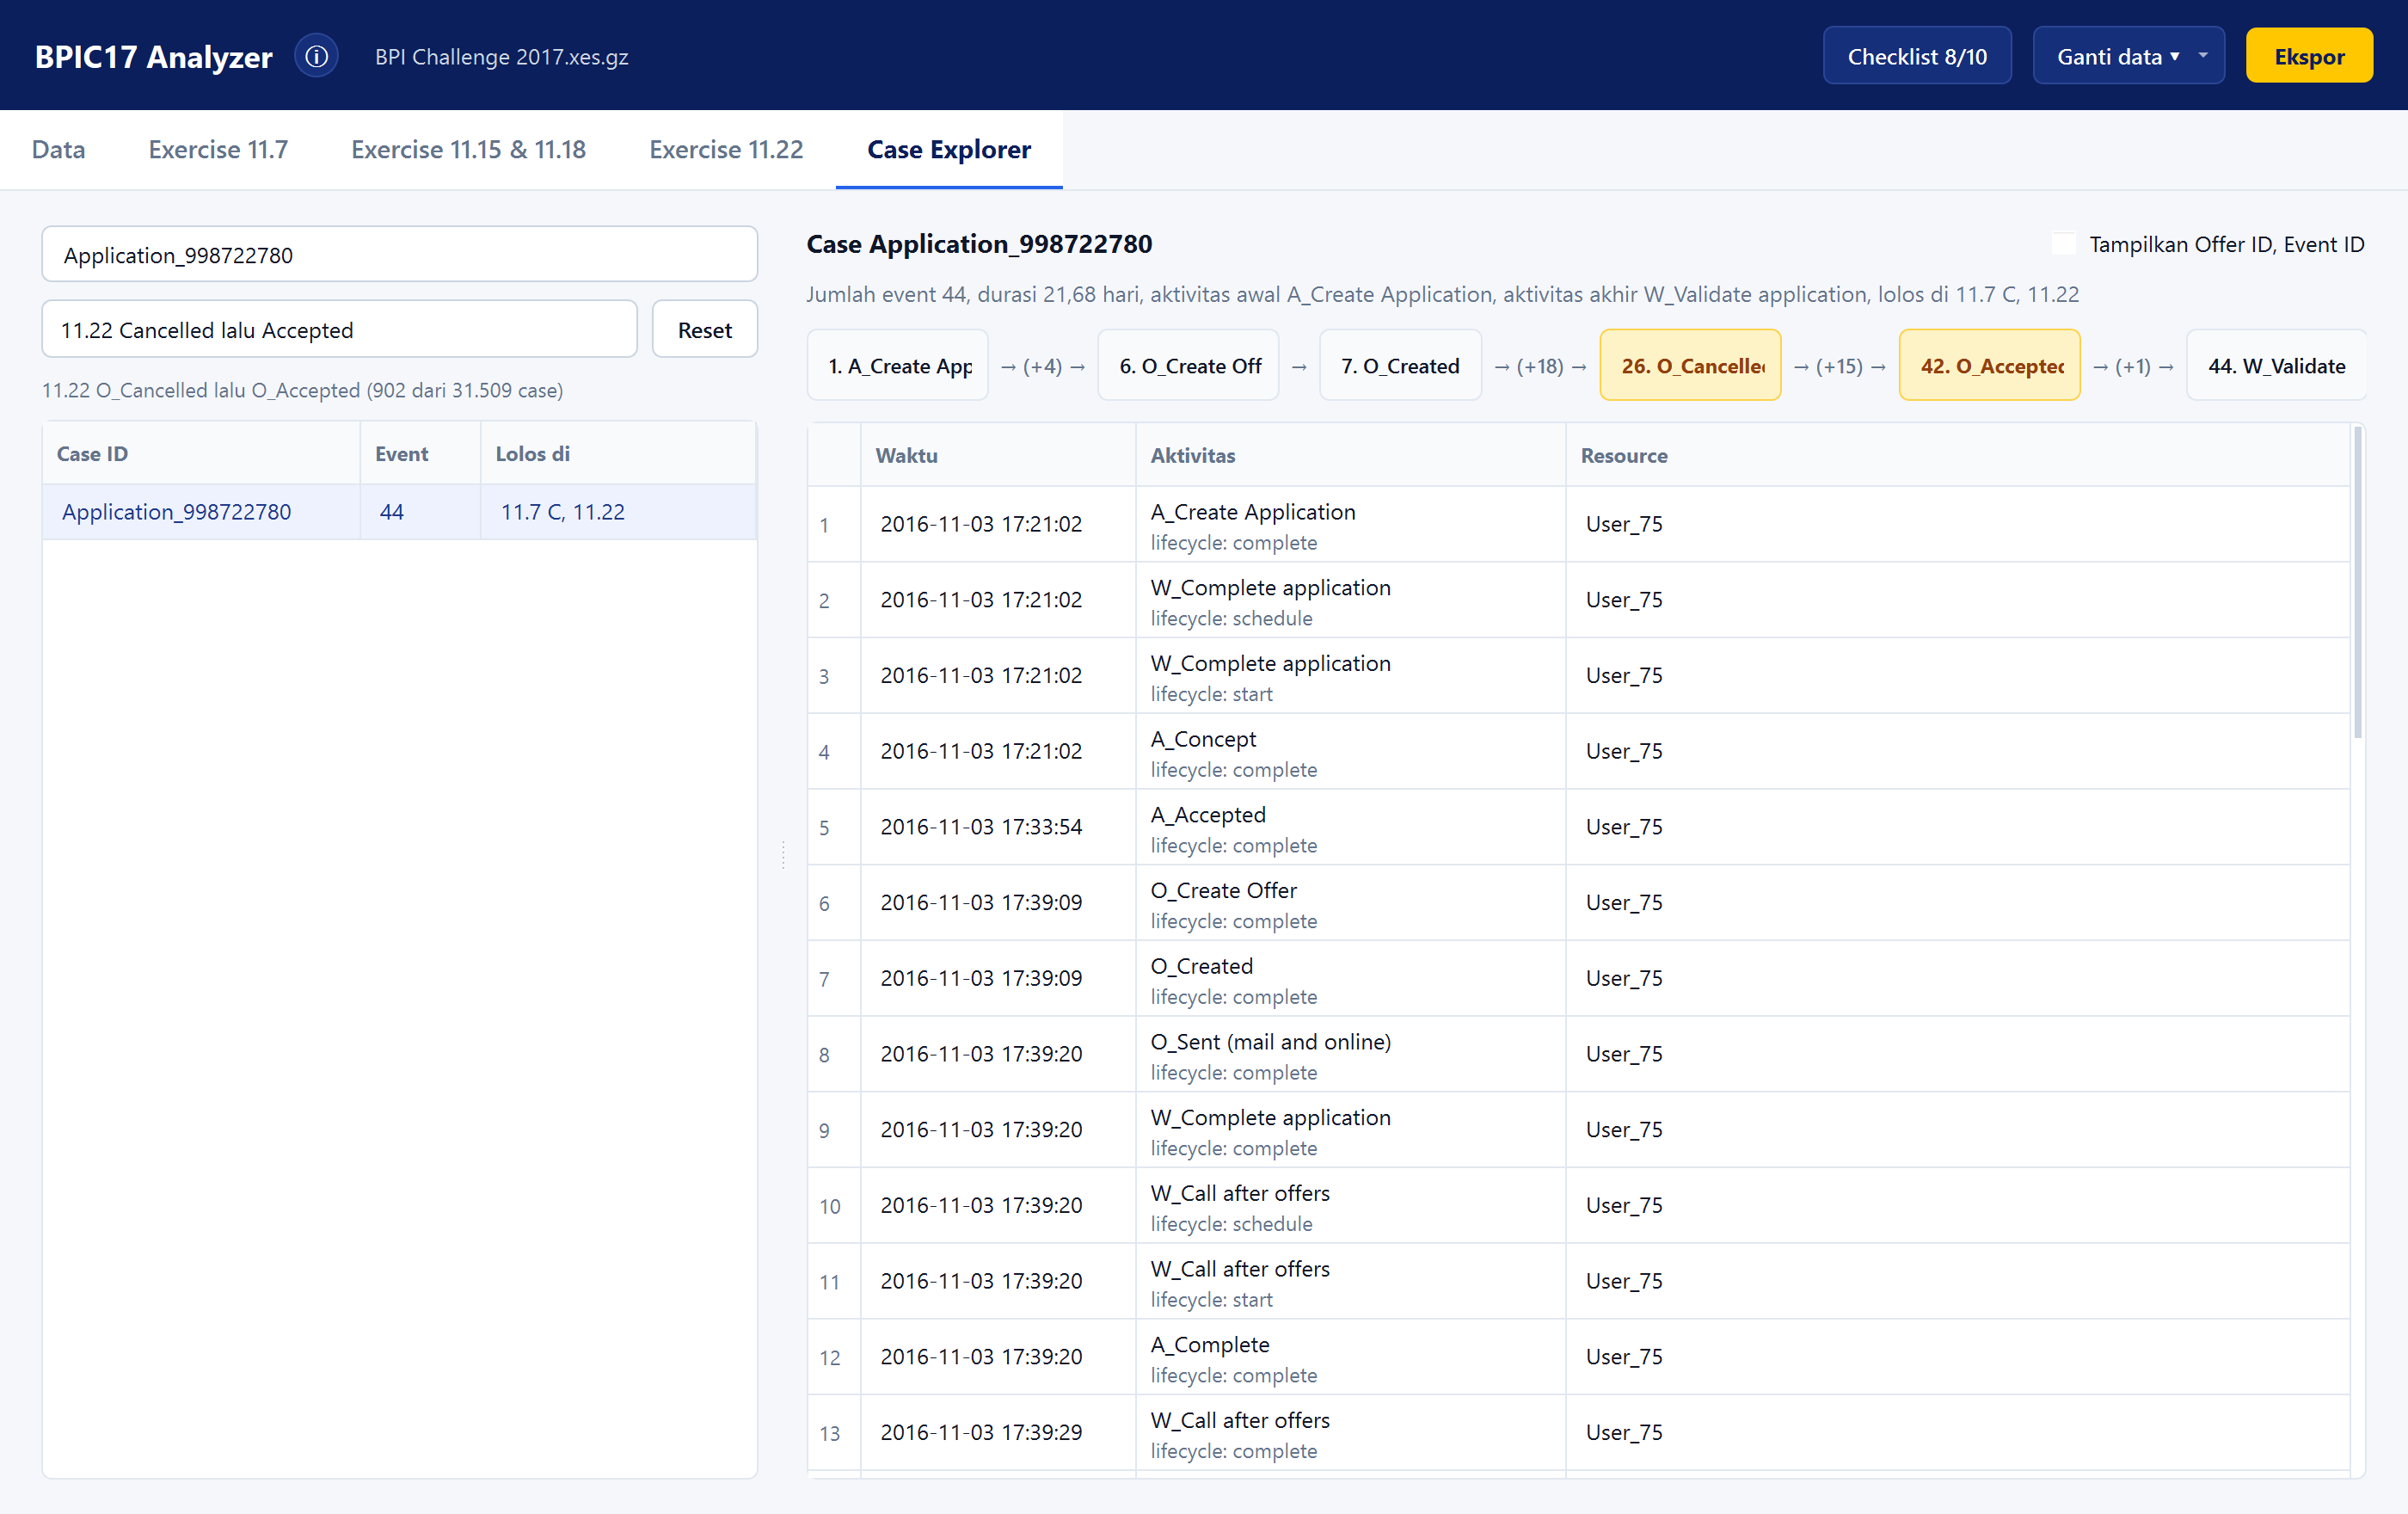 BPIC17 Analyzer
BPI Challenge 2017.xes.gz
Checklist 8/10
Ganti data ▾
Ekspor
Data
Exercise 11.7
Exercise 11.15 & 11.18
Exercise 11.22
Case Explorer
Application_998722780
11.22 Cancelled lalu Accepted
Reset
11.22 O_Cancelled lalu O_Accepted (902 dari 31.509 case)
Case ID Event Lolos di
Application_998722780 44 11.7 C, 11.22
Case Application_998722780
Tampilkan Offer ID, Event ID
Jumlah event 44, durasi 21,68 hari, aktivitas awal A_Create Application, aktivitas akhir W_Validate application, lolos di 11.7 C, 11.22
1. A_Create App → (+4) → 6. O_Create Off → 7. O_Created → (+18) → 26. O_Cancelled → (+15) → 42. O_Accepted → (+1) → 44. W_Validate
Waktu Aktivitas Resource
1 2016-11-03 17:21:02 A_Create Application User_75
lifecycle: complete
2 2016-11-03 17:21:02 W_Complete application User_75
lifecycle: schedule
3 2016-11-03 17:21:02 W_Complete application User_75
lifecycle: start
4 2016-11-03 17:21:02 A_Concept User_75
lifecycle: complete
5 2016-11-03 17:33:54 A_Accepted User_75
lifecycle: complete
6 2016-11-03 17:39:09 O_Create Offer User_75
lifecycle: complete
7 2016-11-03 17:39:09 O_Created User_75
lifecycle: complete
8 2016-11-03 17:39:20 O_Sent (mail and online) User_75
lifecycle: complete
9 2016-11-03 17:39:20 W_Complete application User_75
lifecycle: complete
10 2016-11-03 17:39:20 W_Call after offers User_75
lifecycle: schedule
11 2016-11-03 17:39:20 W_Call after offers User_75
lifecycle: start
12 2016-11-03 17:39:20 A_Complete User_75
lifecycle: complete
13 2016-11-03 17:39:29 W_Call after offers User_75
lifecycle: complete